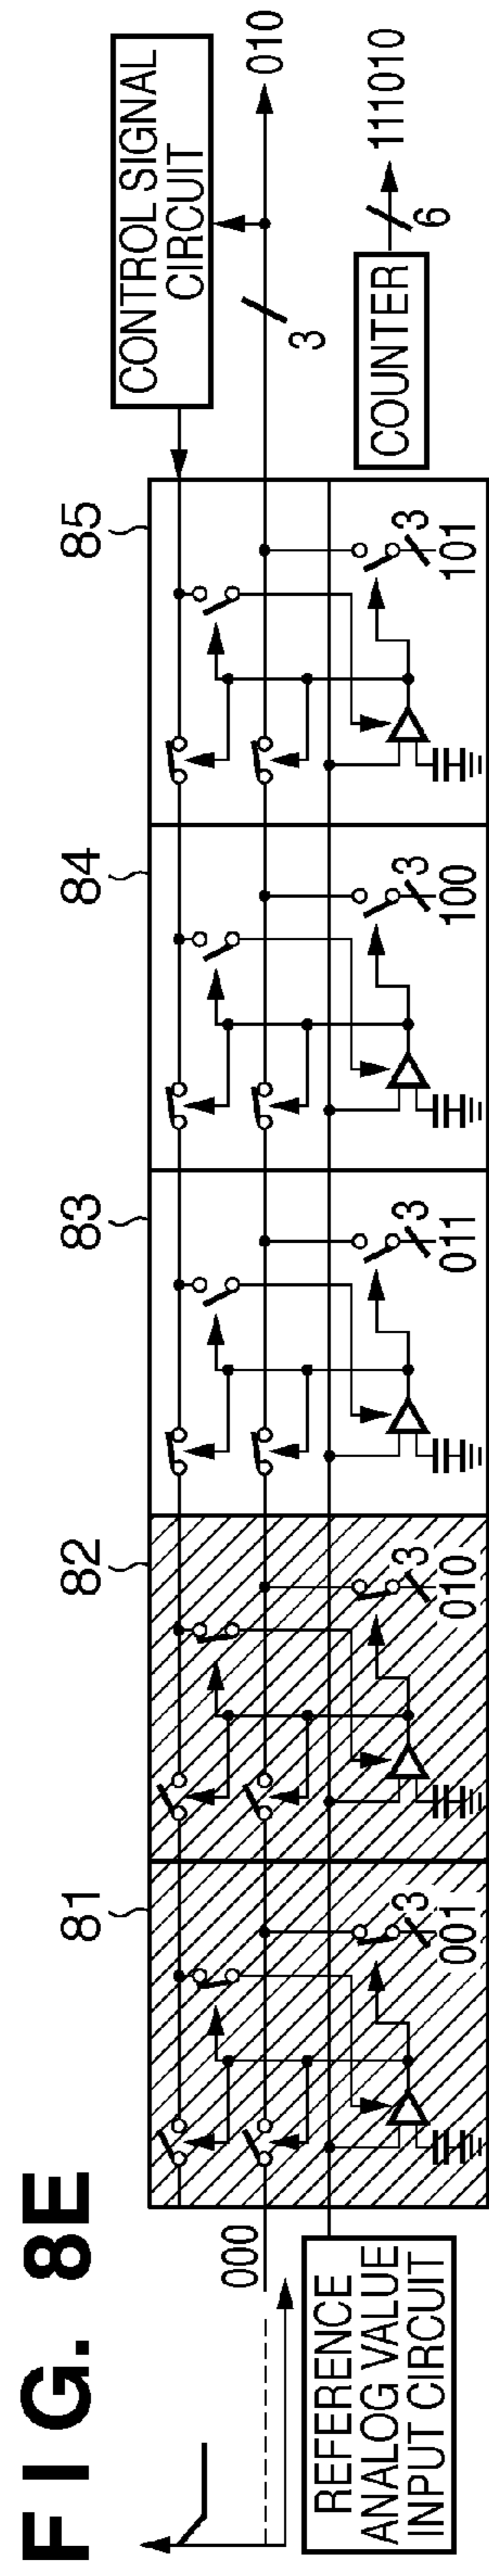 FIG. 8E
81
82
83
84
85
CONTROL SIGNAL
CIRCUIT
000
3
010
3
001
3
010
3
011
3
100
3
101
REFERENCE
ANALOG VALUE
INPUT CIRCUIT
COUNTER
6
111010